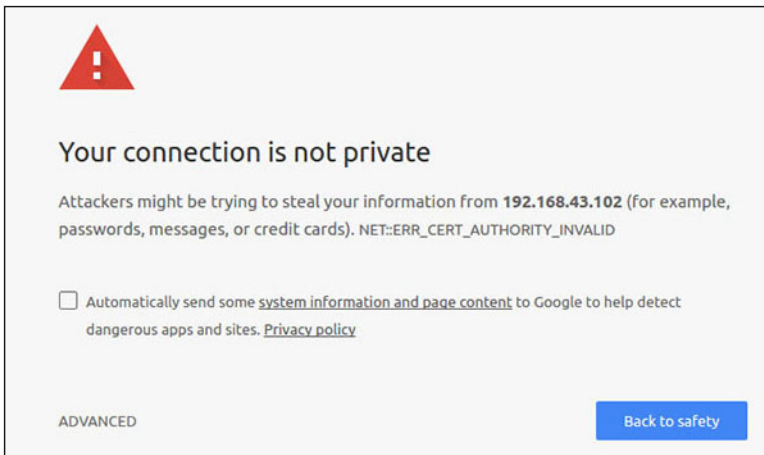 !
Your connection is not private
Attackers might be trying to steal your information from 192.168.43.102 (for example,
passwords, messages, or credit cards). NET::ERR_CERT_AUTHORITY_INVALID
Automatically send some system information and page content to Google to help detect
dangerous apps and sites. Privacy policy
ADVANCED
Back to safety